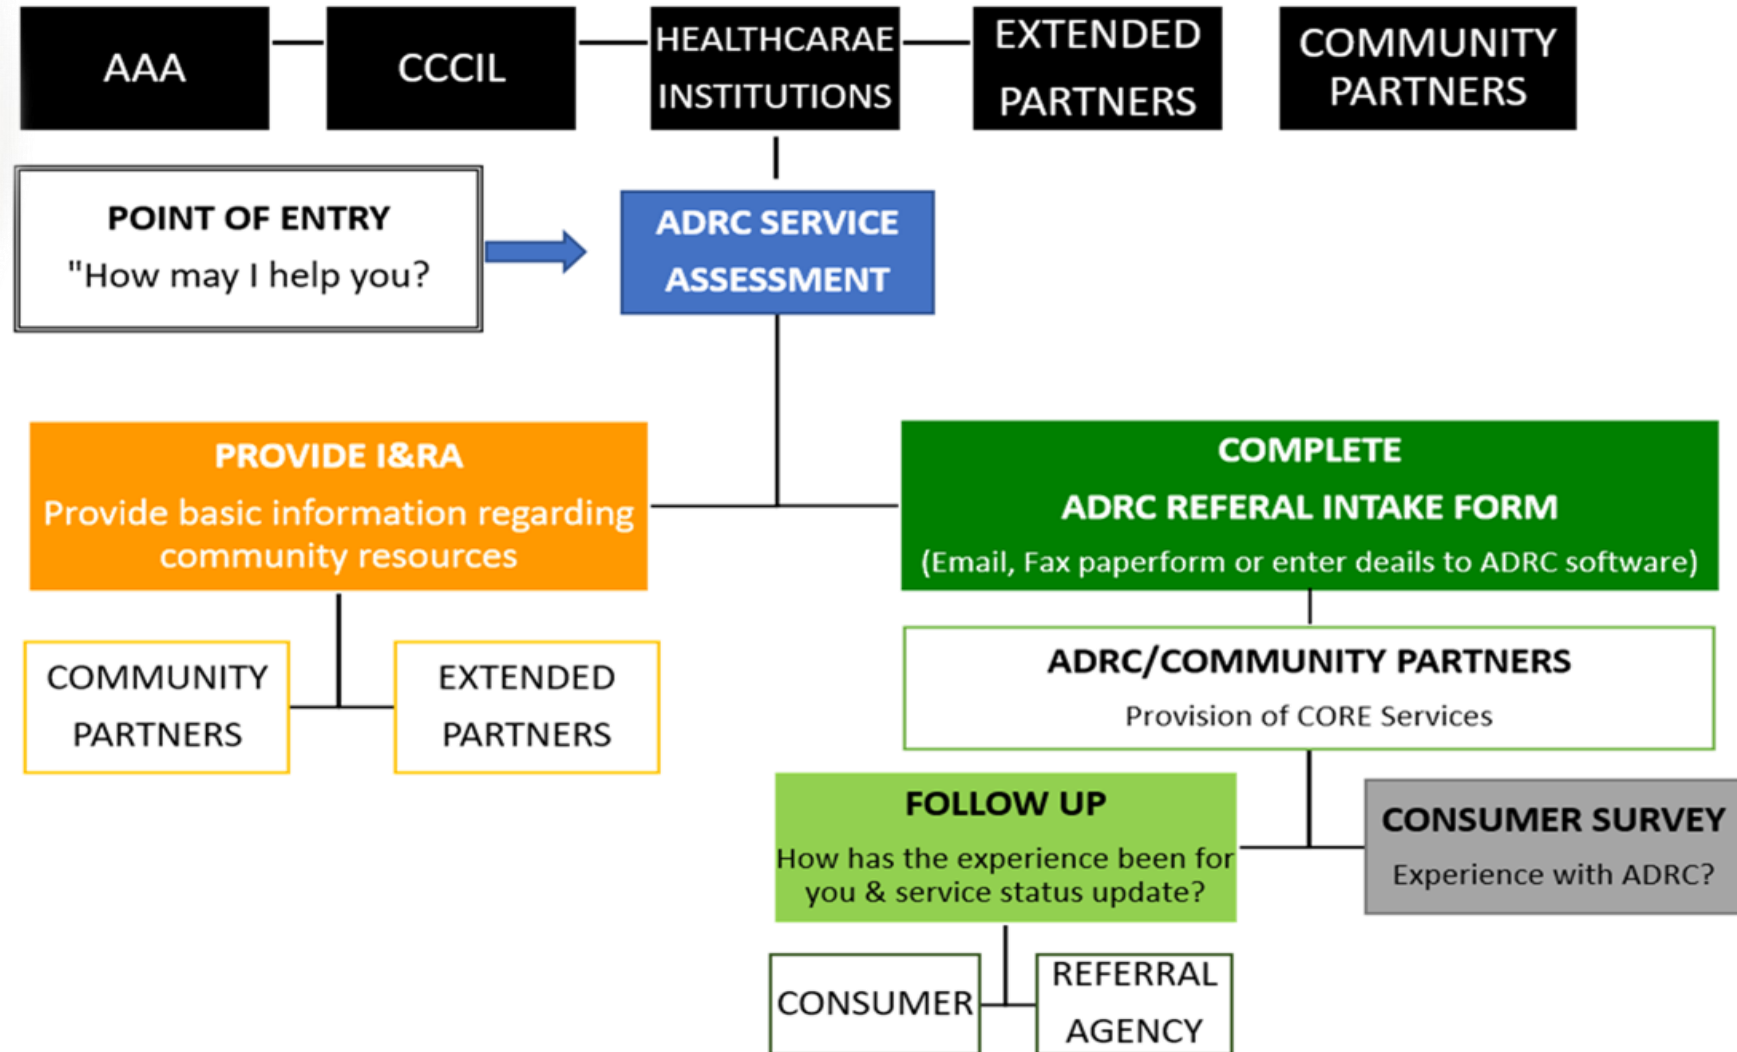 AAA
CCCIL
HEALTHCARAE
INSTITUTIONS
EXTENDED
PARTNERS
COMMUNITY
PARTNERS
POINT OF ENTRY
"How may I help you?
ADRC SERVICE
ASSESSMENT
PROVIDE I&RA
Provide basic information regarding
community resources
COMPLETE
ADRC REFERAL INTAKE FORM
(Email, Fax paperform or enter deails to ADRC software)
COMMUNITY
PARTNERS
EXTENDED
PARTNERS
ADRC/COMMUNITY PARTNERS
Provision of CORE Services
FOLLOW UP
How has the experience been for
you & service status update?
CONSUMER SURVEY
Experience with ADRC?
CONSUMER
REFERRAL
AGENCY